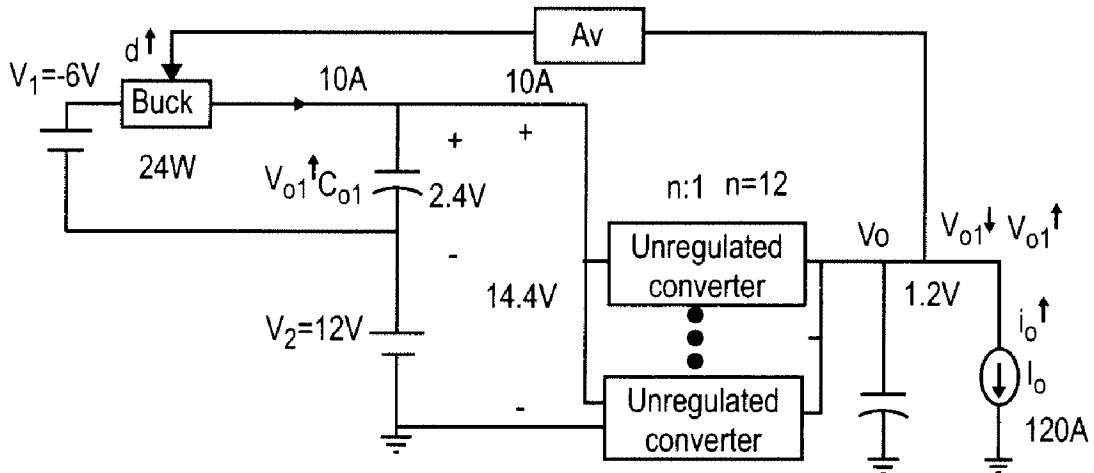 Av
d
V1=-6V
10A
10A
Buck
+
+
24W
Vo1 Co1
2.4V
n:1 n=12
-
Unregulated
converter
Vo
Vo1 Vo1
14.4V
1.2V
V2=12V
-
io
Io
-
Unregulated
converter
120A